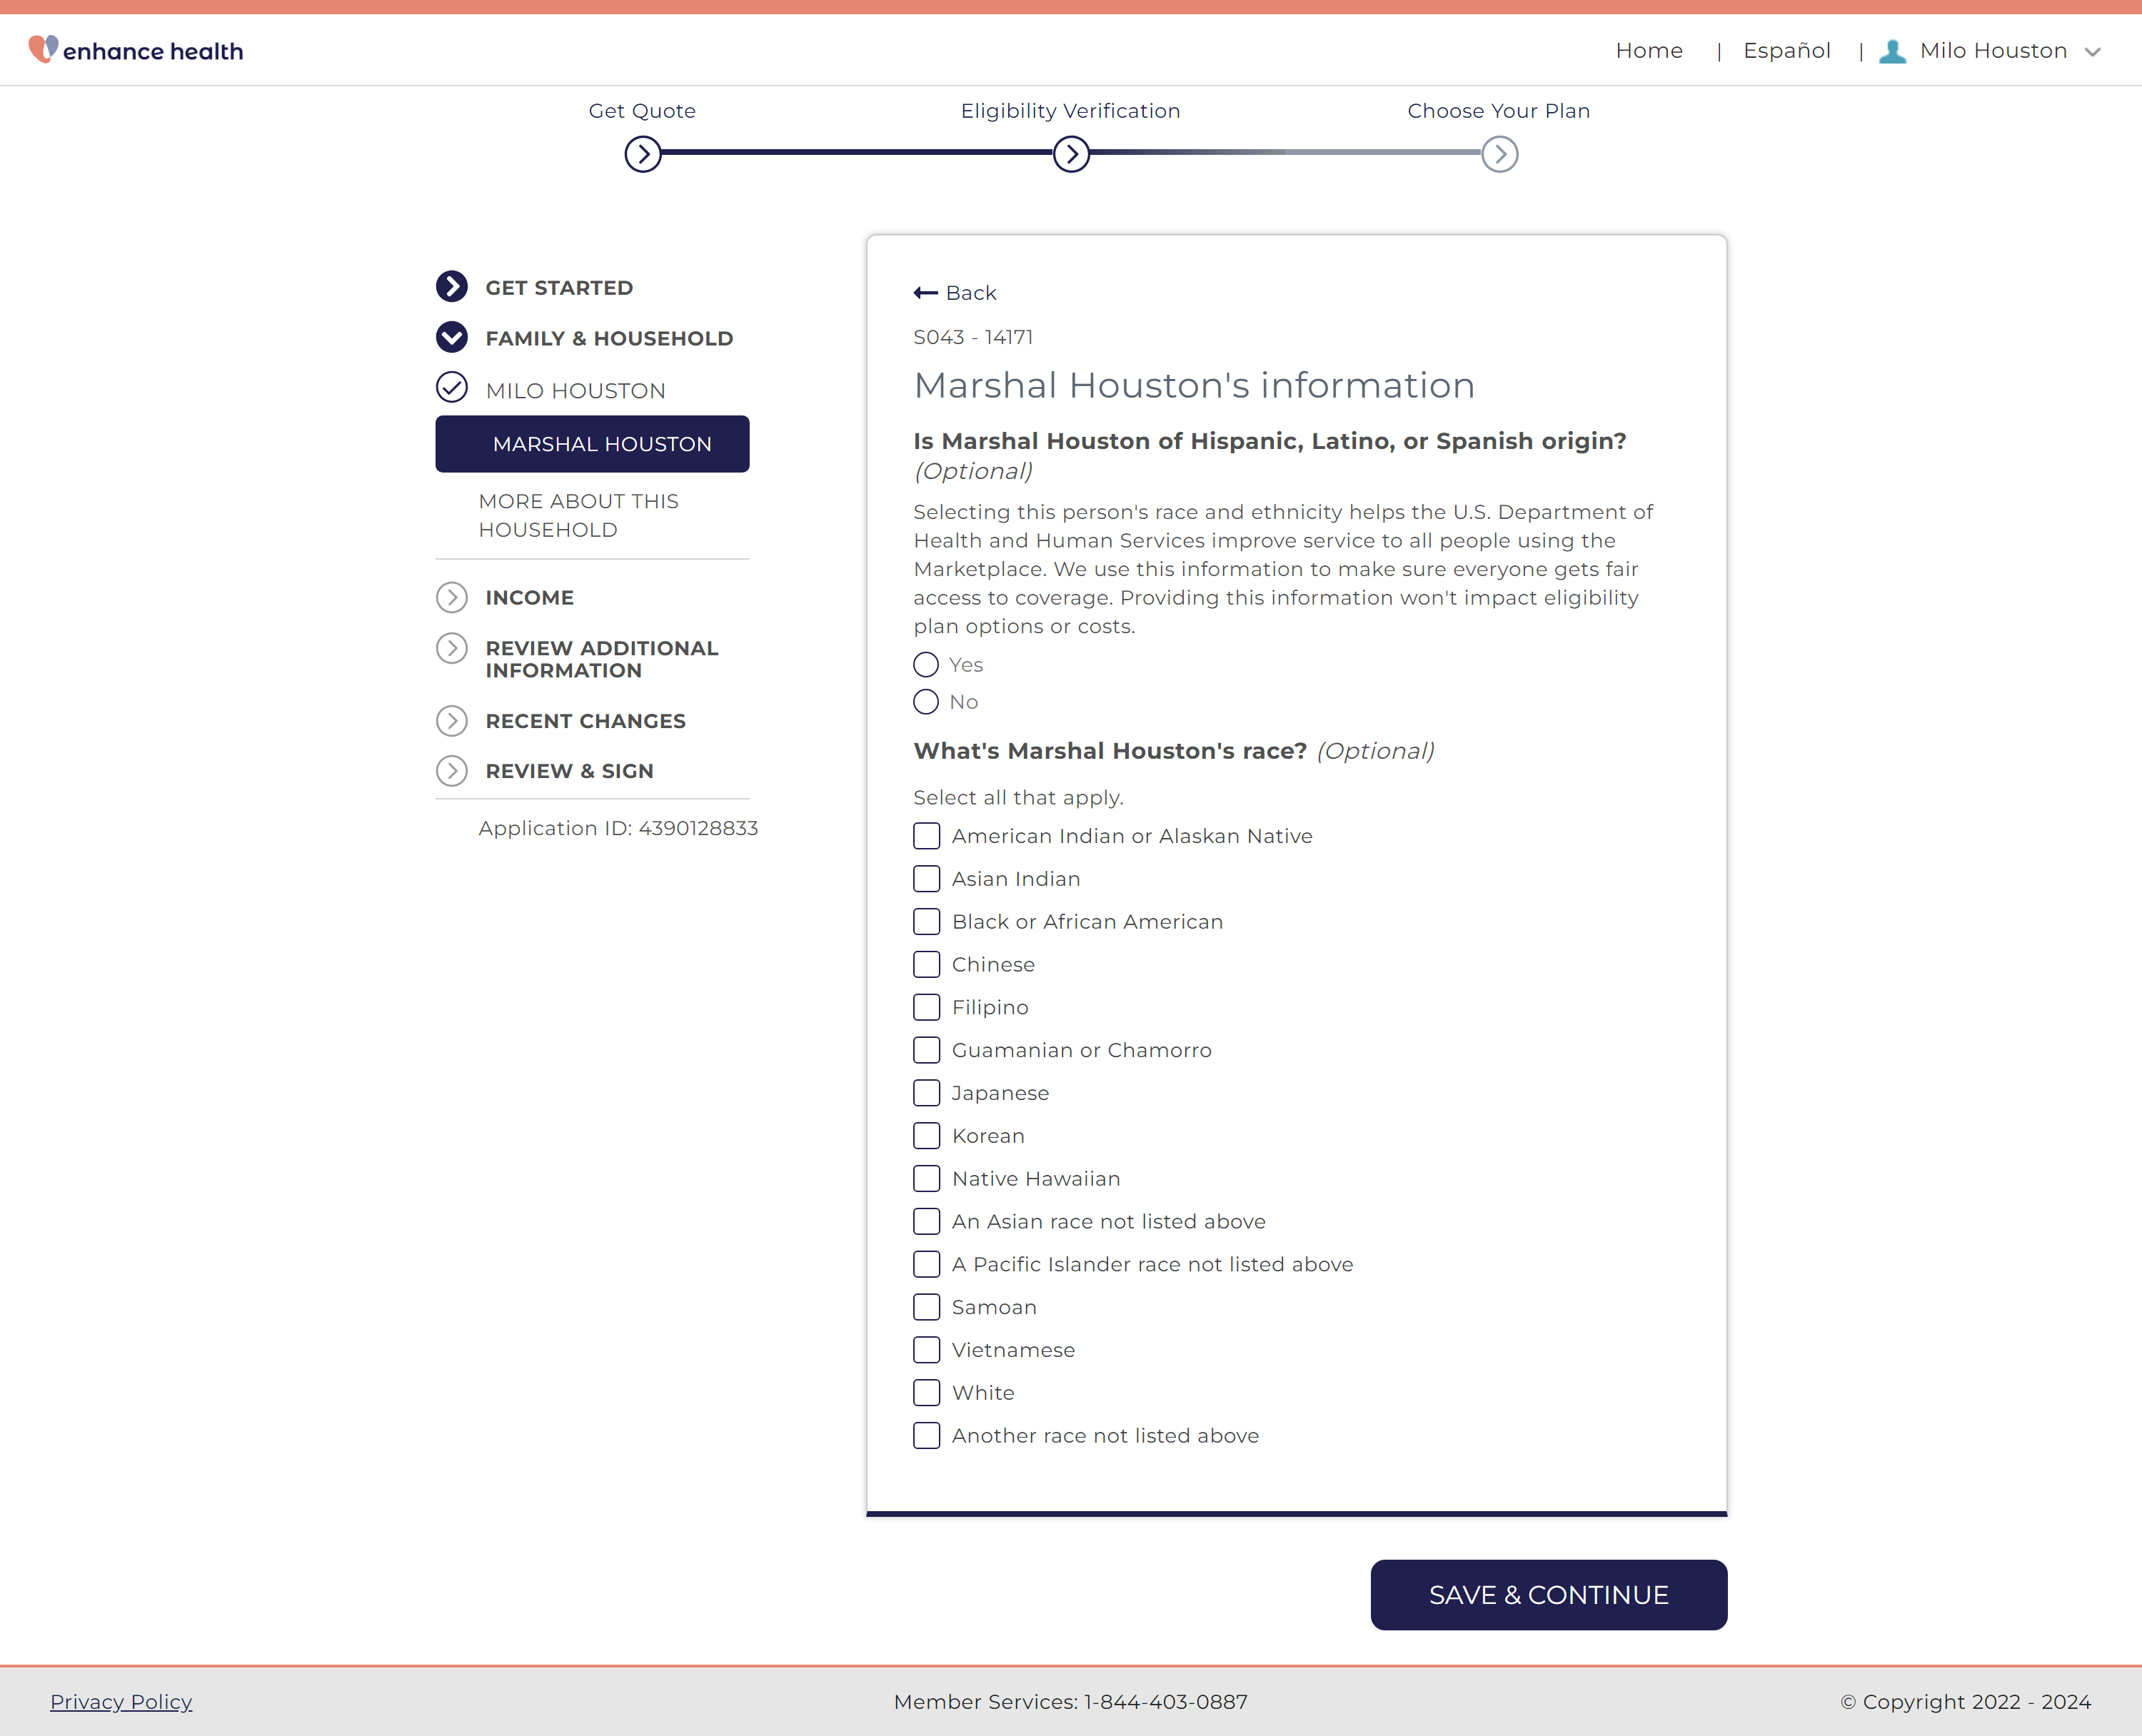 enhance health
Home | Español | Milo Houston
Get Quote
Eligibility Verification
Choose Your Plan
GET STARTED
FAMILY & HOUSEHOLD
MILO HOUSTON
MARSHAL HOUSTON
MORE ABOUT THIS
HOUSEHOLD
INCOME
REVIEW ADDITIONAL
INFORMATION
RECENT CHANGES
REVIEW & SIGN
Application ID: 4390128833
Back
S043 - 14171
Marshal Houston's information
Is Marshal Houston of Hispanic, Latino, or Spanish origin?
(Optional)
Selecting this person's race and ethnicity helps the U.S. Department of
Health and Human Services improve service to all people using the
Marketplace. We use this information to make sure everyone gets fair
access to coverage. Providing this information won't impact eligibility
plan options or costs.
Yes
No
What's Marshal Houston's race? (Optional)
Select all that apply.
American Indian or Alaskan Native
Asian Indian
Black or African American
Chinese
Filipino
Guamanian or Chamorro
Japanese
Korean
Native Hawaiian
An Asian race not listed above
A Pacific Islander race not listed above
Samoan
Vietnamese
White
Another race not listed above
SAVE & CONTINUE
Privacy Policy
Member Services: 1-844-403-0887
© Copyright 2022 - 2024